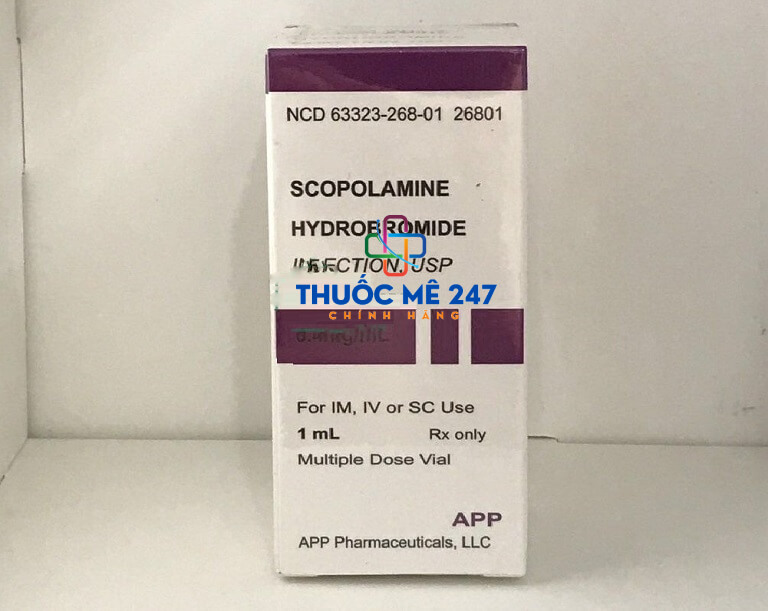 NCD 63323-268-01 26801
SCOPOLAMINE
HYDROBROMIDE
INJECTION, USP
THUỐC MÊ 247
CHÍNH HÃNG
For IM, IV or SC Use
1 mL Rx only
Multiple Dose Vial
APP
APP Pharmaceuticals, LLC